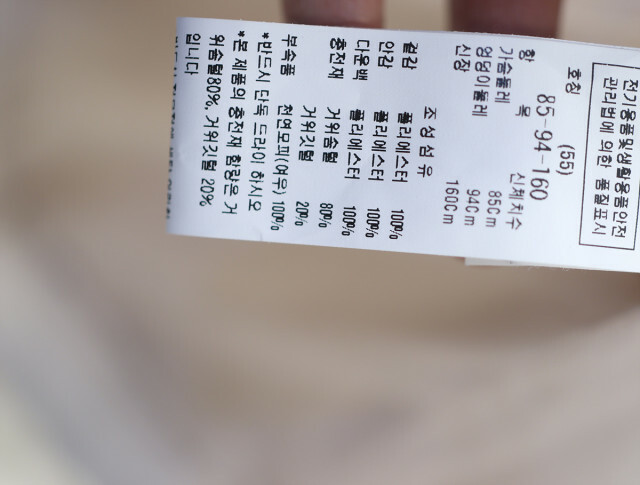 전기용품및생활용품안전
관리법에 의한 품질표시
호칭 (55)
85-94-160
항 목 신체치수
가슴둘레 85Cm
엉덩이둘레 94Cm
신장 160Cm
조성섬유
겉감 폴리에스터 100%
안감 폴리에스터 100%
다운백 폴리에스터 100%
충전재 거위솜털 80%
거위깃털 20%
부속품 천연모피(여우) 100%
*반드시 단독 드라이 하시오
*본 제품의 충전재 함량은 거
위솜털80%, 거위깃털 20%
입니다